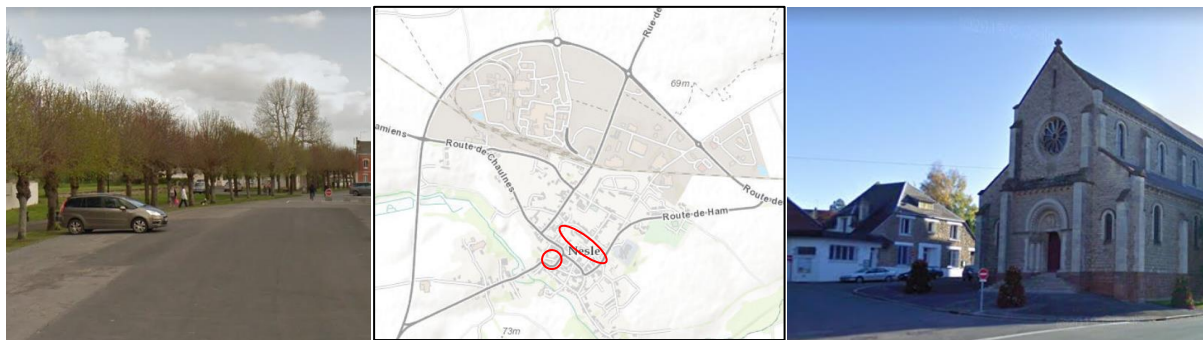 Rue-de
69m
amiens
Route-de-Chaulnes
Route-de
Route-de-Ham
Nesle
73m